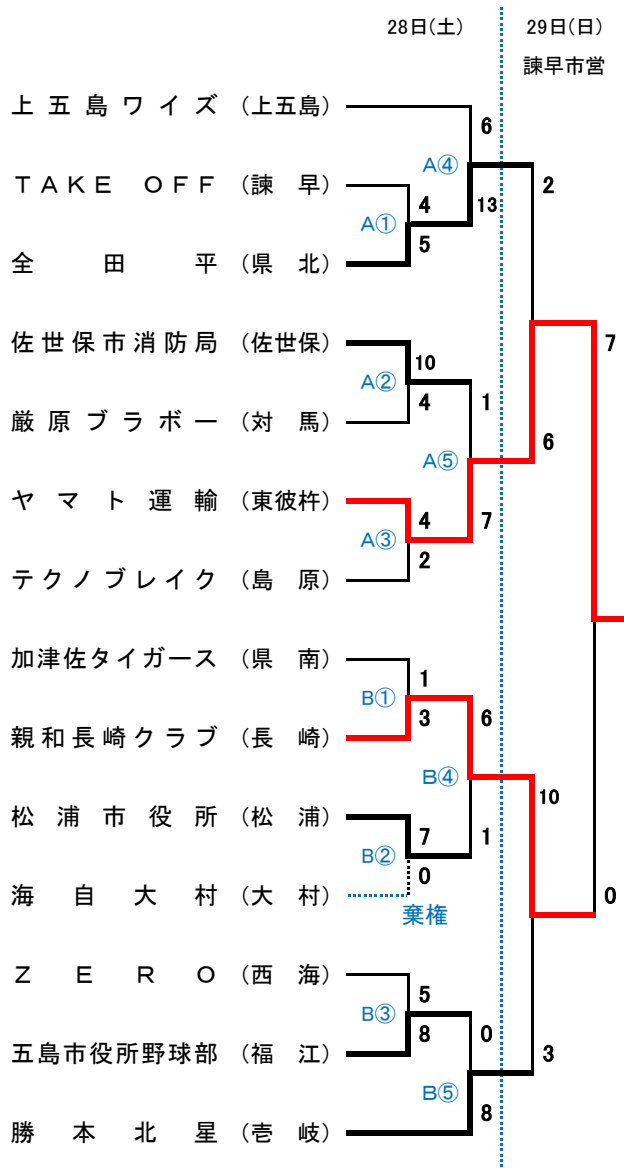 28日(土) 29日(日)
諫早市営
上五島ワイズ (上五島)
6
A④
2
TAKE OFF (諫早)
4
13
A①
5
全田平 (県北)
佐世保市消防局 (佐世保)
7
10
A②
4
1
厳原ブラボー (対馬)
6
A⑤
ヤマト運輸 (東彼杵)
4
7
A③
2
テクノブレイク (島原)
加津佐タイガース (県南)
1
B①
6
3
親和長崎クラブ (長崎)
B④
10
松浦市役所 (松浦)
7
1
B②
0
海自大村 (大村)
0
棄権
ZERO (西海)
5
B③
0
8
五島市役所野球部 (福江)
3
B⑤
8
勝本北星 (壱岐)